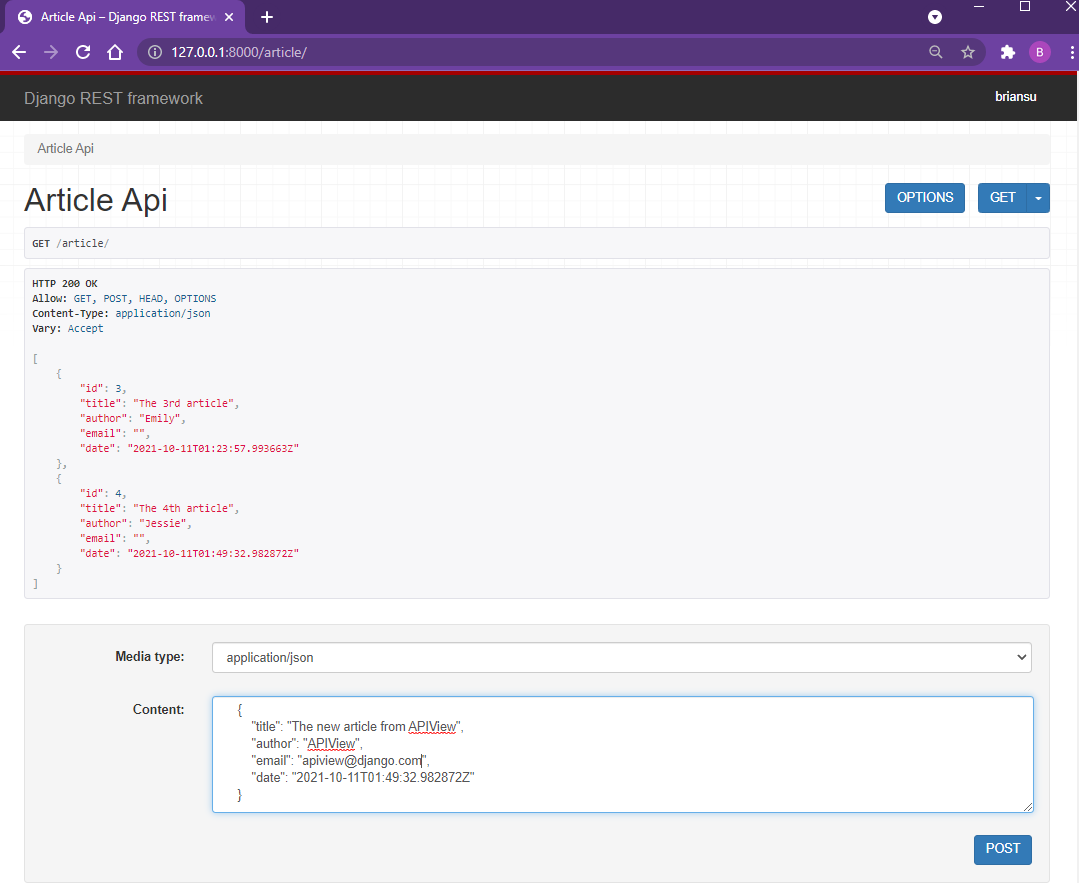 Article Api – Django REST framew
127.0.0.1:8000/article/
B
Django REST framework
briansu
Article Api
Article Api
OPTIONS
GET
GET /article/
HTTP 200 OK
Allow: GET, POST, HEAD, OPTIONS
Content-Type: application/json
Vary: Accept
[
{
"id": 3,
"title": "The 3rd article",
"author": "Emily",
"email": "",
"date": "2021-10-11T01:23:57.993663Z"
},
{
"id": 4,
"title": "The 4th article",
"author": "Jessie",
"email": "",
"date": "2021-10-11T01:49:32.982872Z"
}
]
Media type:
application/json
Content:
{
"title": "The new article from APIView",
"author": "APIView",
"email": "apiview@django.com",
"date": "2021-10-11T01:49:32.982872Z"
}
POST